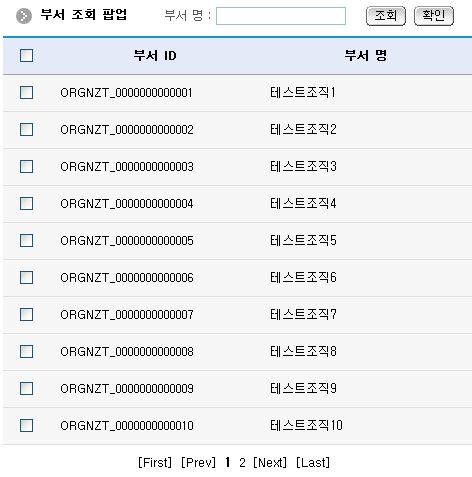 부서 조회 팝업 부서 명 : 조회 확인
부서 ID 부서 명
ORGNZT_0000000000001 테스트조직1
ORGNZT_0000000000002 테스트조직2
ORGNZT_0000000000003 테스트조직3
ORGNZT_0000000000004 테스트조직4
ORGNZT_0000000000005 테스트조직5
ORGNZT_0000000000006 테스트조직6
ORGNZT_0000000000007 테스트조직7
ORGNZT_0000000000008 테스트조직8
ORGNZT_0000000000009 테스트조직9
ORGNZT_0000000000010 테스트조직10
[First] [Prev] 1 2 [Next] [Last]